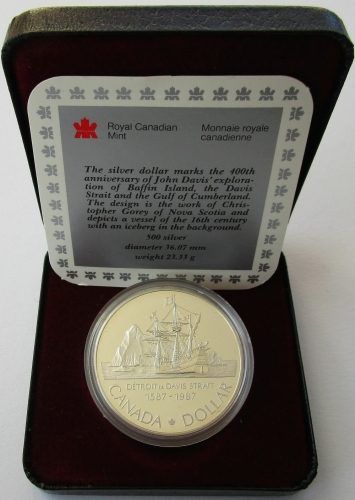 Royal Canadian Mint
Monnaie royale canadienne
The silver dollar marks the 400th
anniversary of John Davis' explora-
tion of Baffin Island, the Davis
Strait and the Gulf of Cumberland.
The design is the work of Chris-
topher Gorey of Nova Scotia and
depicts a vessel of the 16th century
with an iceberg in the background.
500 silver
diameter 36.07 mm
weight 23.33 g
DÉTROIT DE DAVIS STRAIT
1587-1987
CANADA DOLLAR